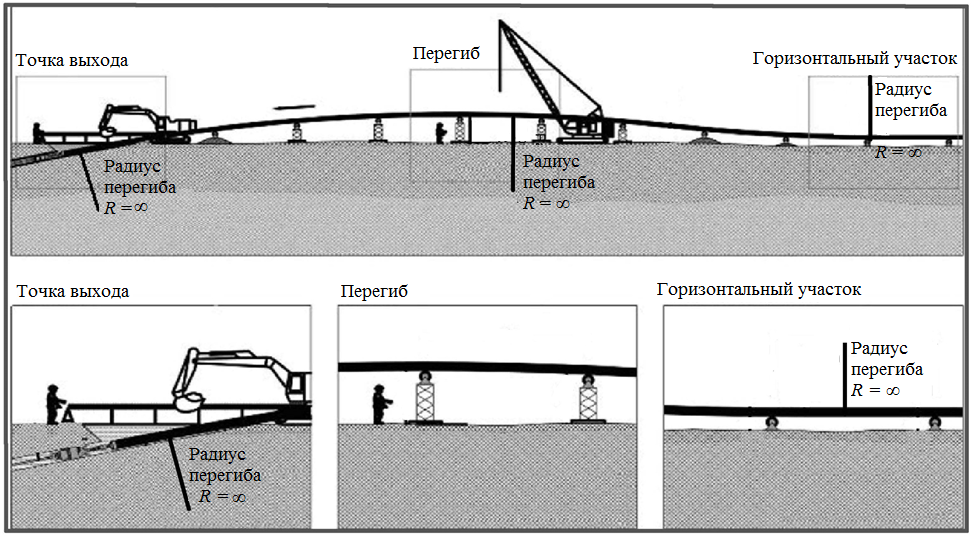 Точка выхода
Перегиб
Горизонтальный участок
Радиус
перегиба
R = ∞
Радиус
перегиба
R = ∞
Радиус
перегиба
R = ∞
Точка выхода
Перегиб
Горизонтальный участок
Радиус
перегиба
R = ∞
Радиус
перегиба
R = ∞